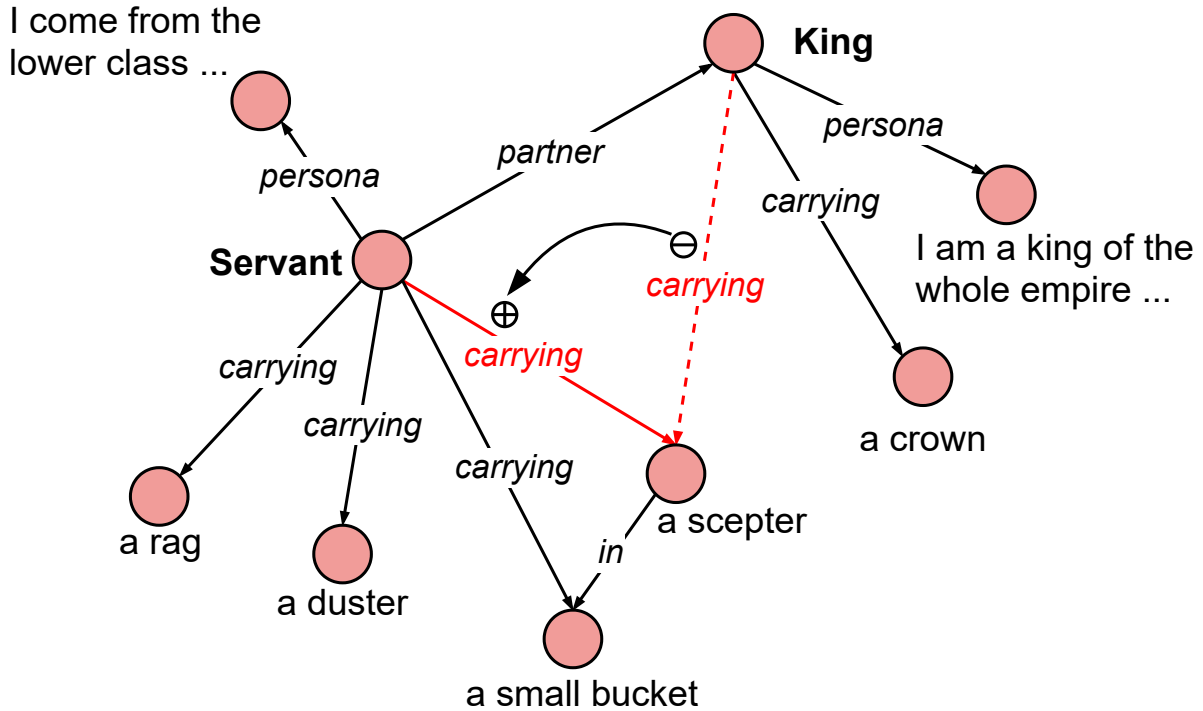 I come from the
lower class ...
King
persona
partner
persona
carrying
Servant
I am a king of the
whole empire ...
carrying
carrying
carrying
carrying
carrying
a crown
a scepter
a rag
in
a duster
a small bucket